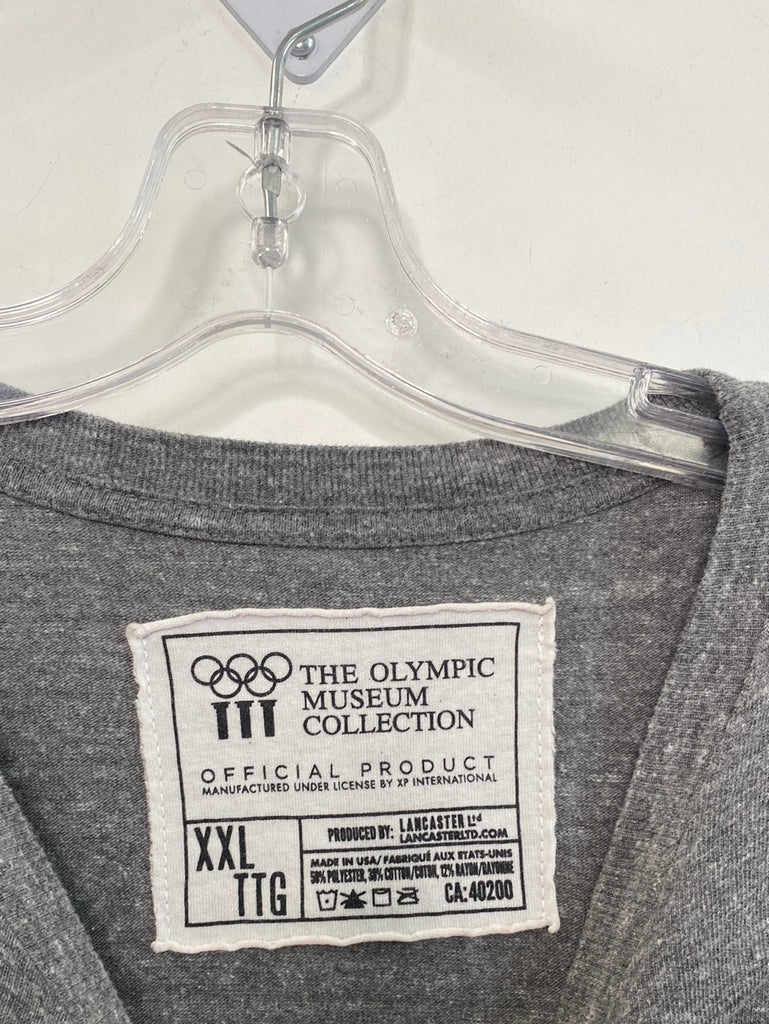 THE OLYMPIC
MUSEUM
COLLECTION
OFFICIAL PRODUCT
MANUFACTURED UNDER LICENSE BY XP INTERNATIONAL
XXL
TTG
PRODUCED BY: LANCASTER Ltd
LANCASTERLTD.COM
MADE IN USA/ FABRIQUÉ AUX ETATS-UNIS
50% POLYESTER, 38% COTTON/COTON, 12% RAYON/RAYONNE
CA: 40200